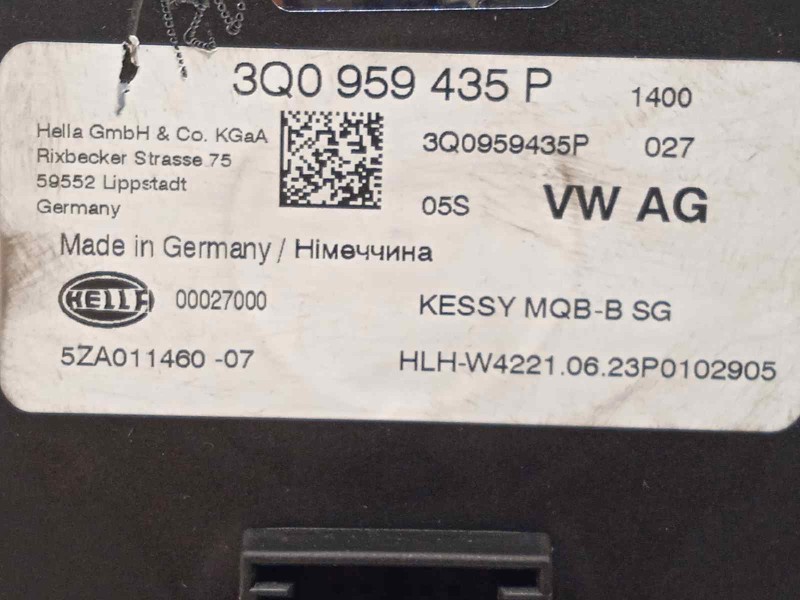 3Q0 959 435 P 1400
Hella GmbH & Co. KGaA
Rixbecker Strasse 75
59552 Lippstadt
Germany
3Q0959435P 027
05S VW AG
Made in Germany / Німеччина
HELLA 00027000
KESSY MQB-B SG
5ZA011460 -07
HLH-W4221.06.23P0102905